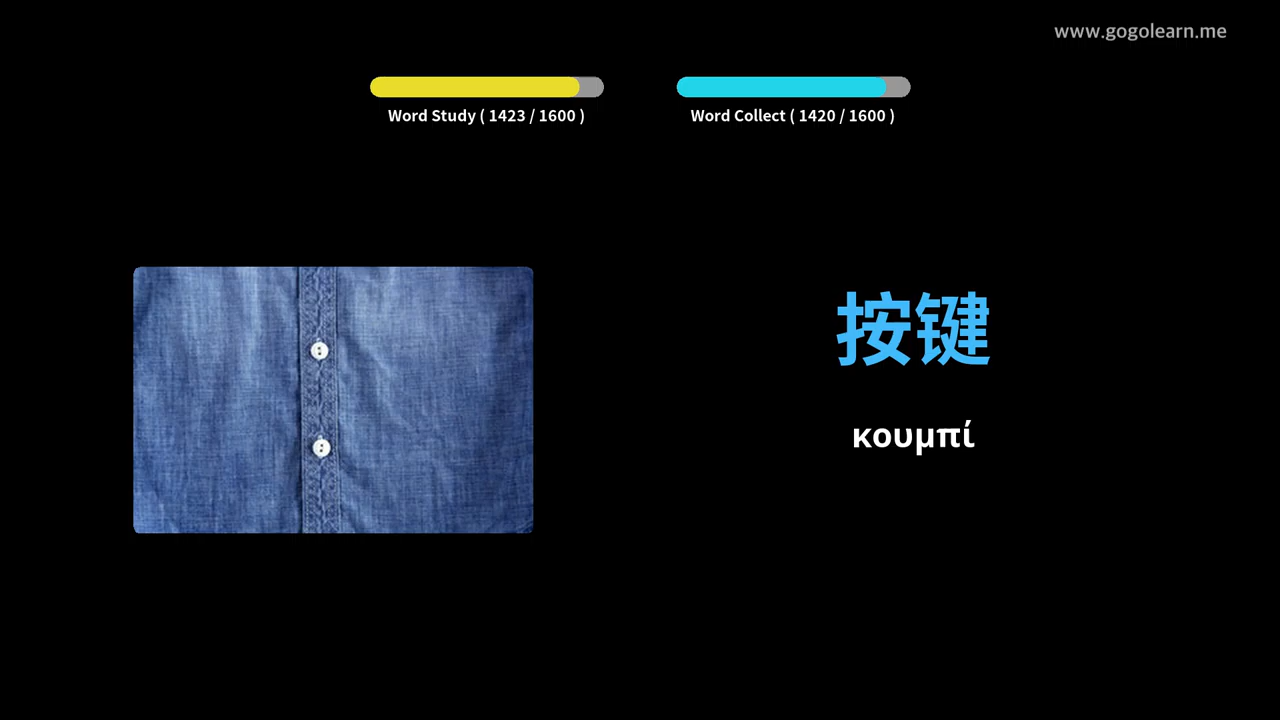 www.gogolearn.me
Word Study ( 1423 / 1600 )
Word Collect ( 1420 / 1600 )
按键
κουμπί